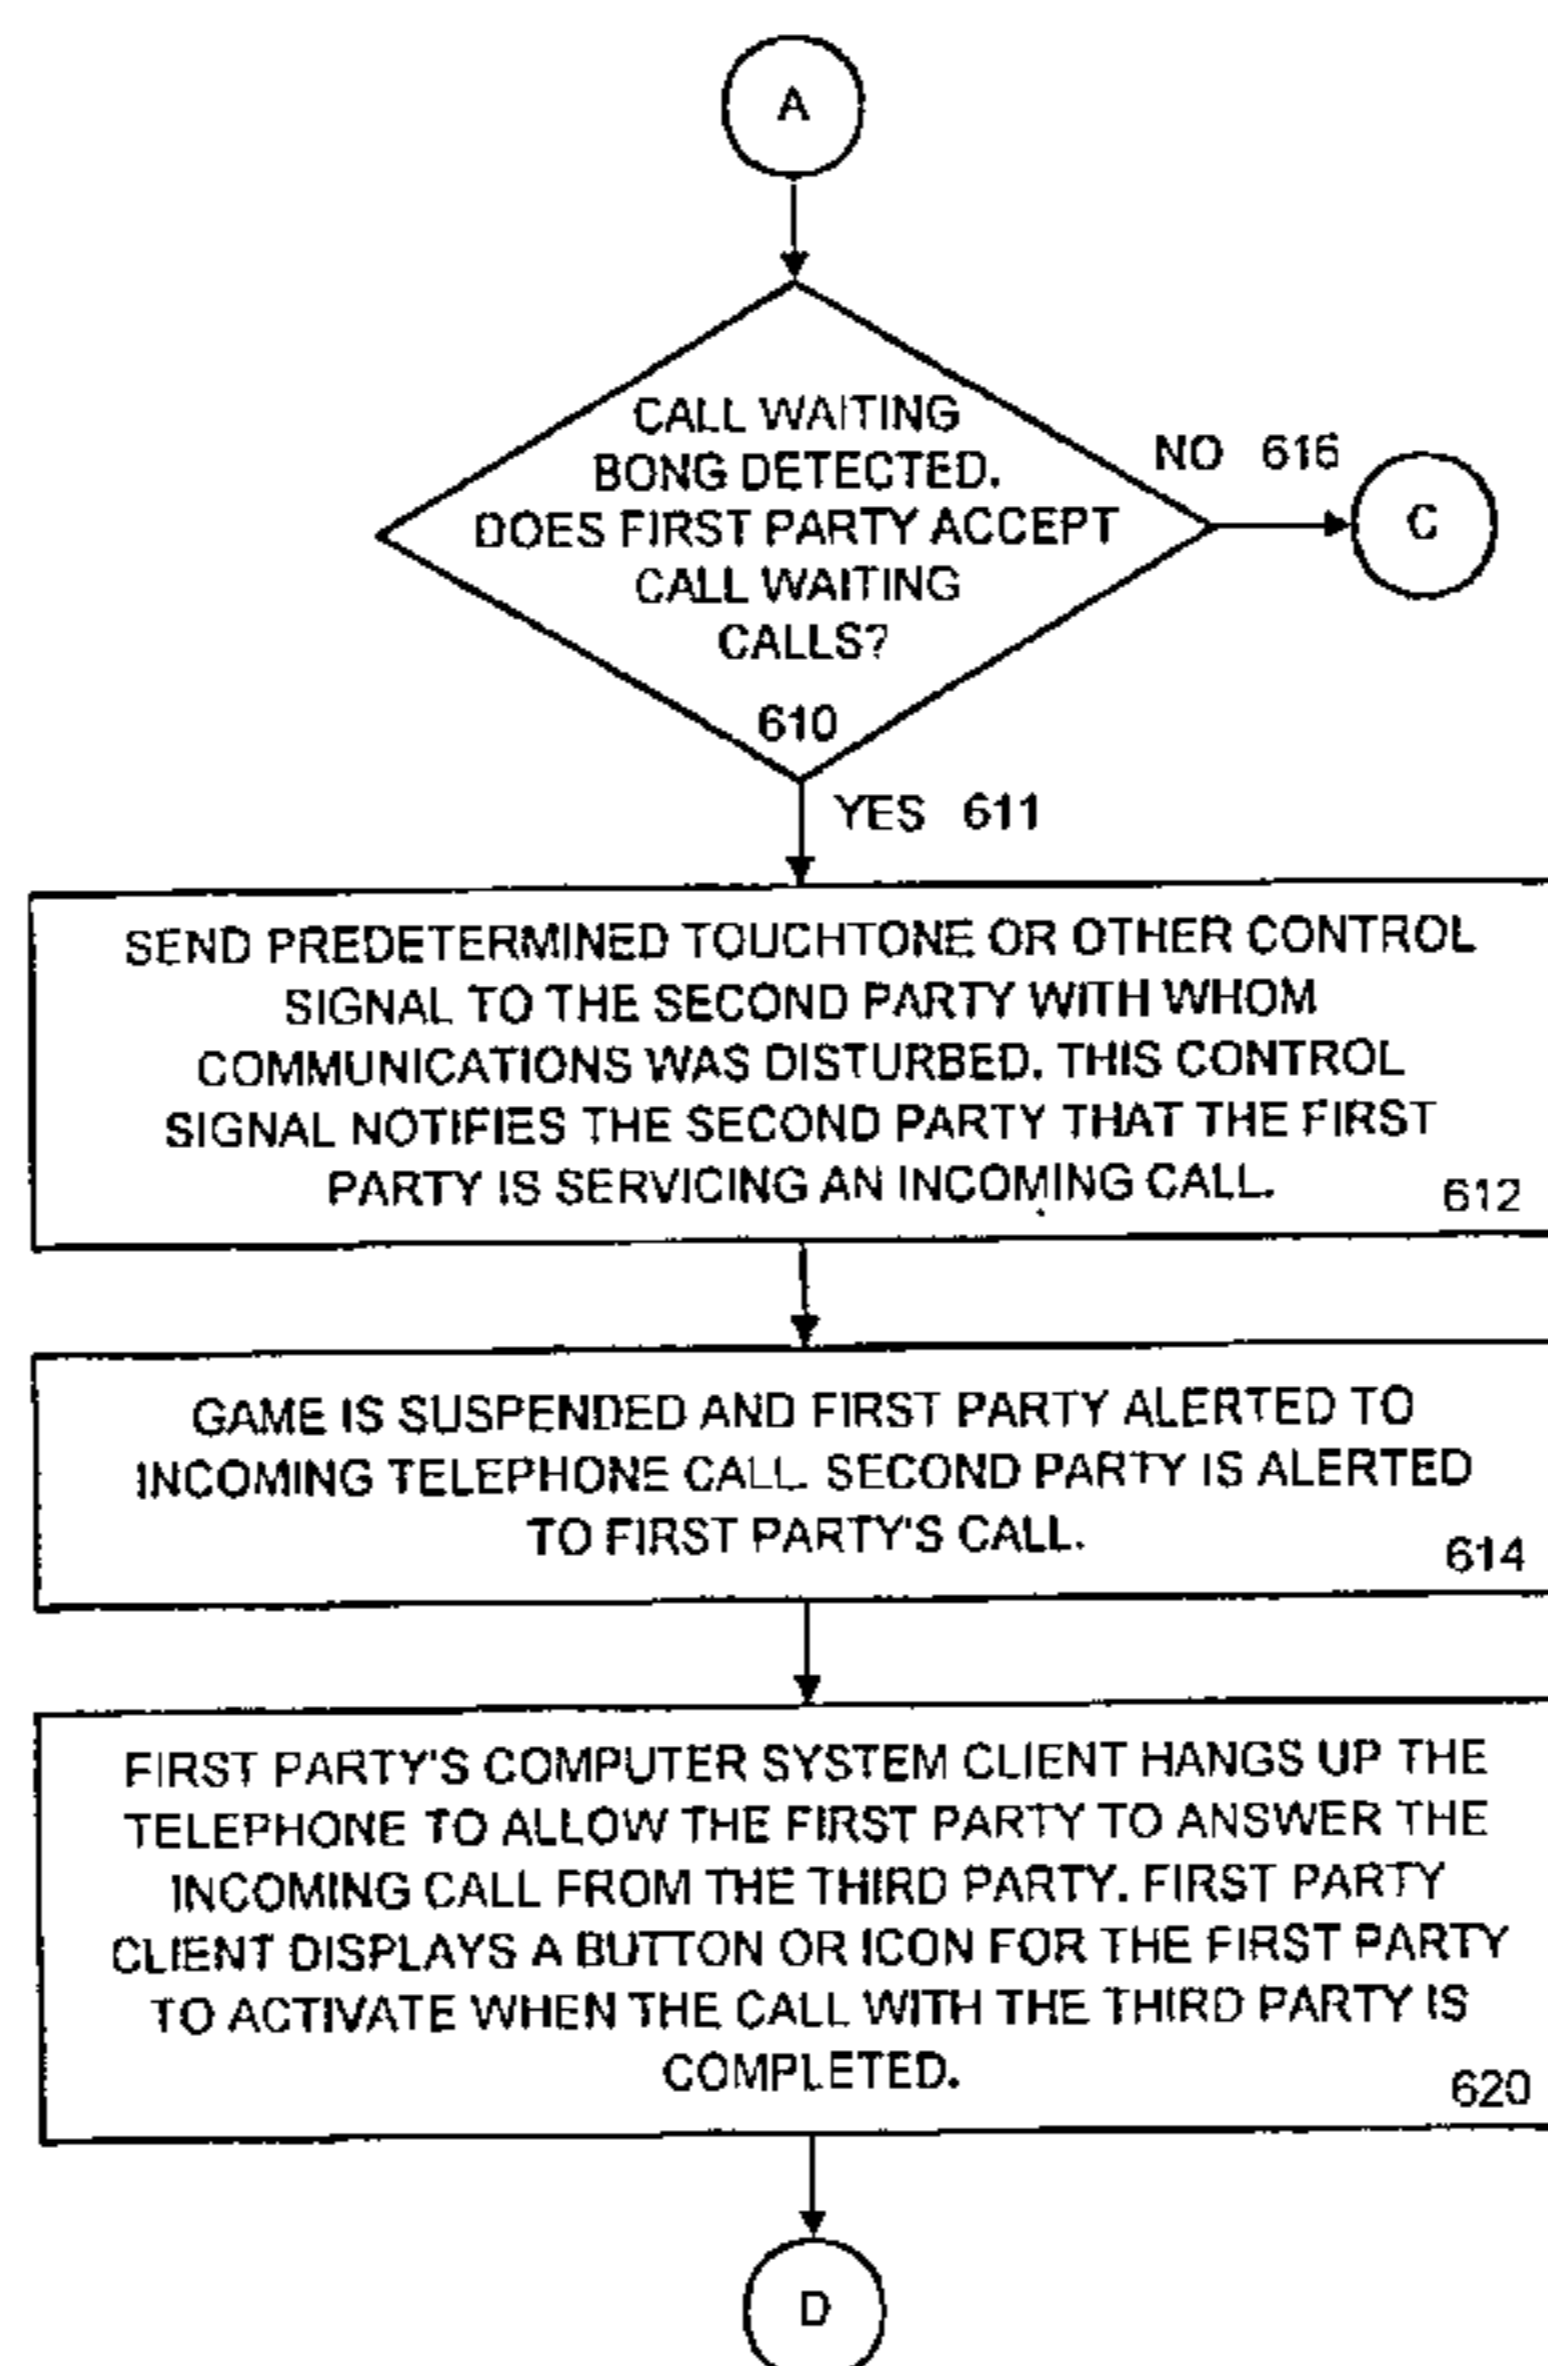 A
CALL WAITING
BONG DETECTED.
DOES FIRST PARTY ACCEPT
CALL WAITING
CALLS?
610
NO 616
C
YES 611
SEND PREDETERMINED TOUCHTONE OR OTHER CONTROL
SIGNAL TO THE SECOND PARTY WITH WHOM
COMMUNICATIONS WAS DISTURBED. THIS CONTROL
SIGNAL NOTIFIES THE SECOND PARTY THAT THE FIRST
PARTY IS SERVICING AN INCOMING CALL.
612
GAME IS SUSPENDED AND FIRST PARTY ALERTED TO
INCOMING TELEPHONE CALL. SECOND PARTY IS ALERTED
TO FIRST PARTY'S CALL.
614
FIRST PARTY'S COMPUTER SYSTEM CLIENT HANGS UP THE
TELEPHONE TO ALLOW THE FIRST PARTY TO ANSWER THE
INCOMING CALL FROM THE THIRD PARTY. FIRST PARTY
CLIENT DISPLAYS A BUTTON OR ICON FOR THE FIRST PARTY
TO ACTIVATE WHEN THE CALL WITH THE THIRD PARTY IS
COMPLETED.
620
D